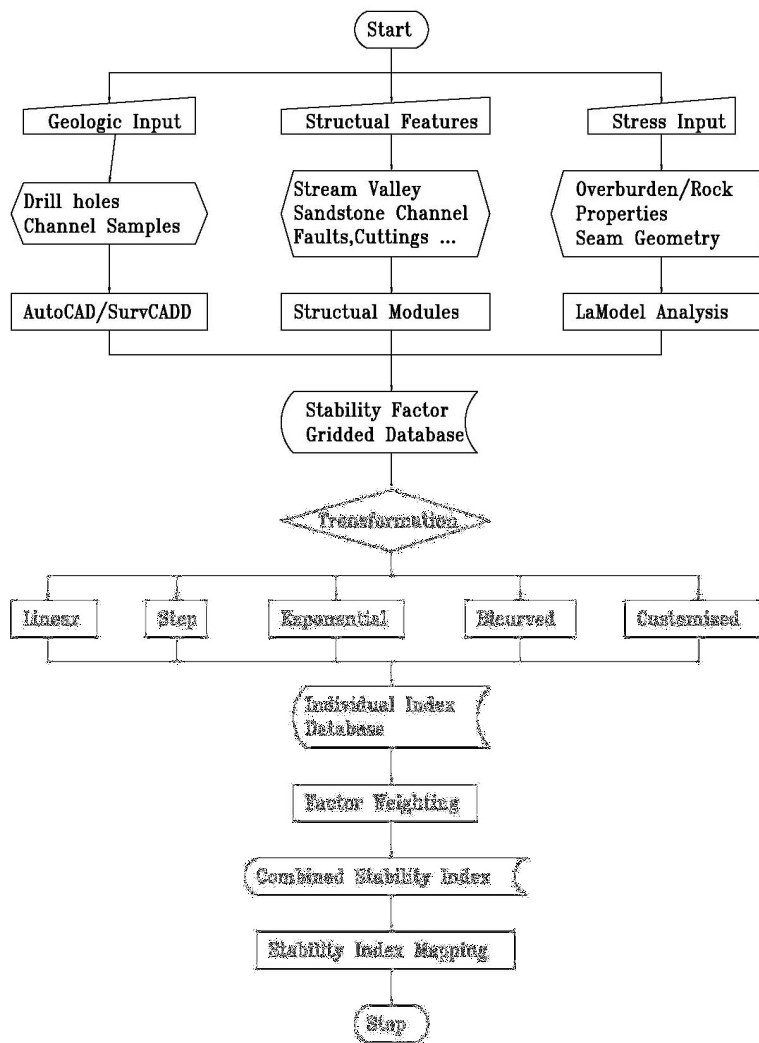 Start
Geologic Input
Structual Features
Stress Input
Drill holes
Channel Samples
Stream Valley
Sandstone Channel
Faults,Cuttings ...
Overburden/Rock
Properties
Seam Geometry
AutoCAD/SurvCADD
Structual Modules
LaModel Analysis
Stability Factor
Gridded Database
Transformation
Linear
Step
Exponential
Bicurved
Customized
Individual Index
Database
Factor Weighting
Combined Stability Index
Stability Index Mapping
Stop